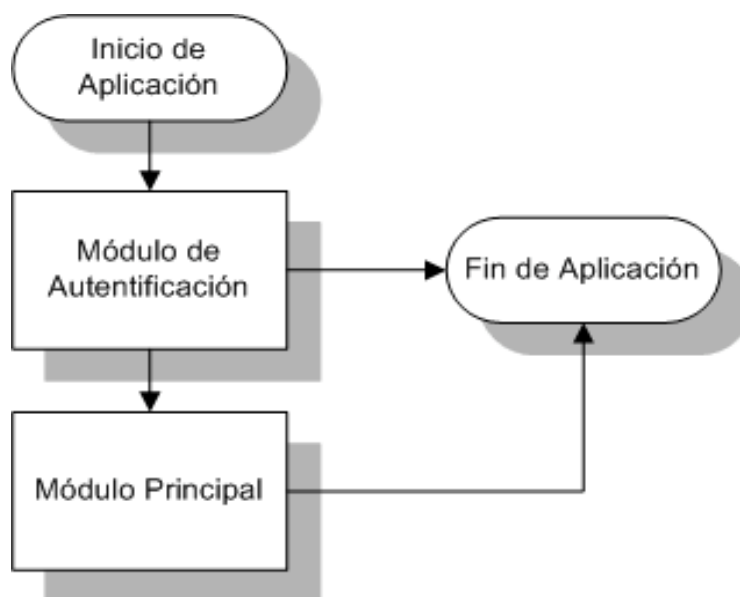 Inicio de
Aplicación
Módulo de
Autentificación
Fin de Aplicación
Módulo Principal